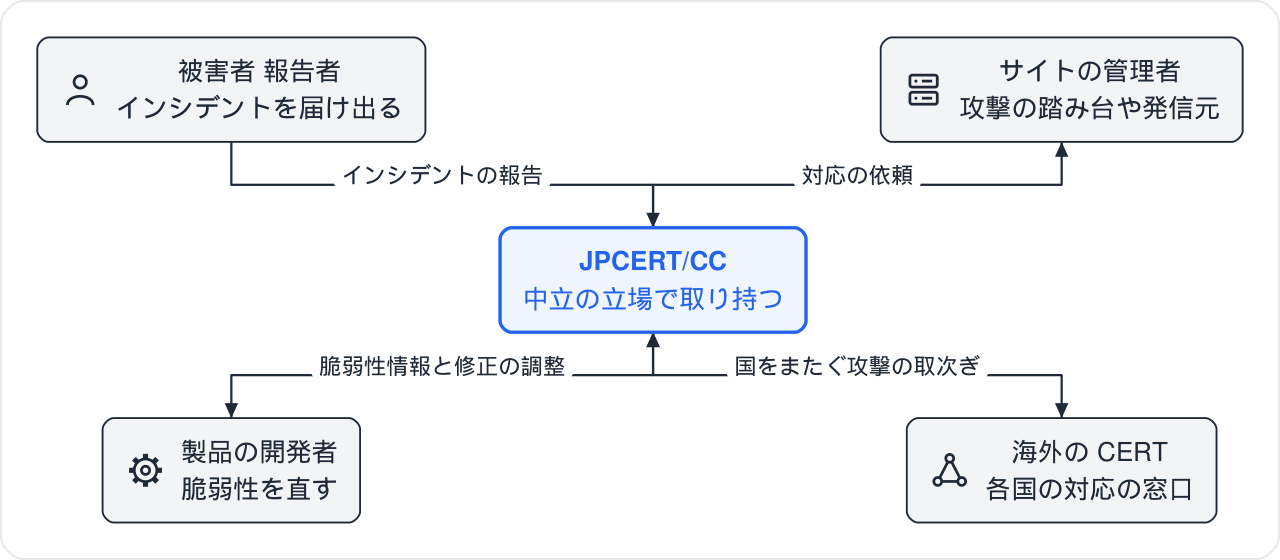 被害者 報告者
インシデントを届け出る
サイトの管理者
攻撃の踏み台や発信元
インシデントの報告
対応の依頼
JPCERT/CC
中立の立場で取り持つ
脆弱性情報と修正の調整
国をまたぐ攻撃の取次ぎ
製品の開発者
脆弱性を直す
海外の CERT
各国の対応の窓口